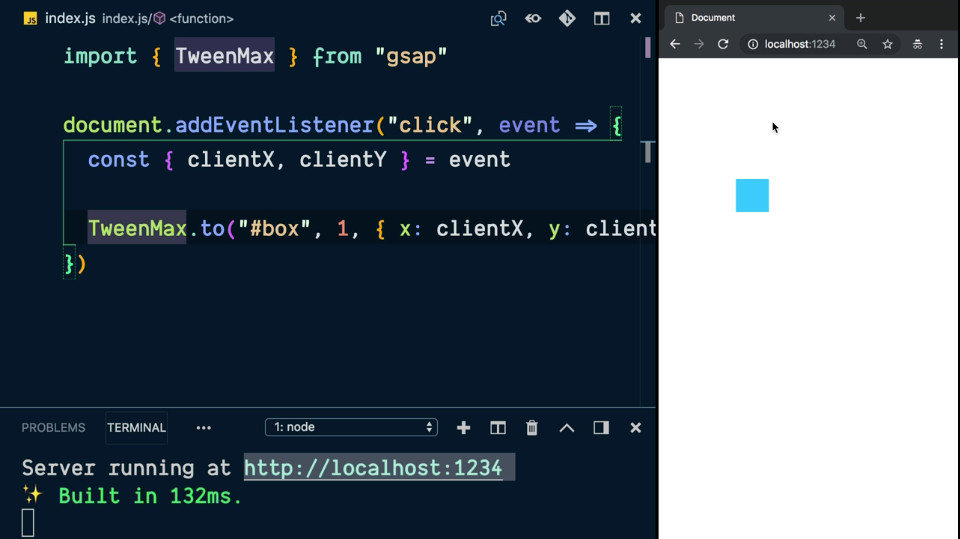 JS index.js index.js/ <function>
import { TweenMax } from "gsap"
document.addEventListener("click", event => {
const { clientX, clientY } = event
TweenMax.to("#box", 1, { x: clientX, y: client
})
PROBLEMS TERMINAL ••• 1: node
Server running at http://localhost:1234
✨ Built in 132ms.
Document
localhost:1234